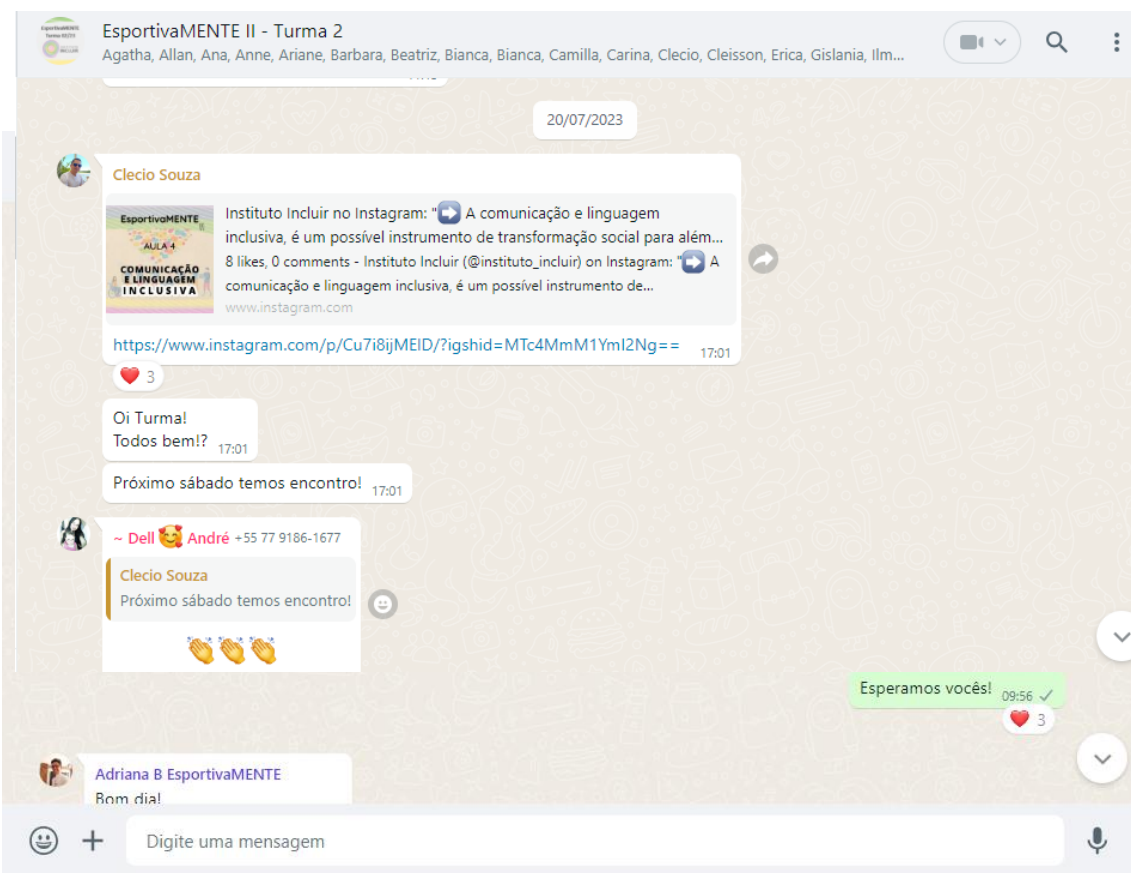 EsportivaMENTE II - Turma 2
Agatha, Allan, Ana, Anne, Ariane, Barbara, Beatriz, Bianca, Bianca, Camilla, Carina, Clecio, Cleisson, Erica, Gislania, Ilm...
20/07/2023
Clecio Souza
EsportivaMENTE
II
AULA 4
COMUNICAÇÃO
E LINGUAGEM
INCLUSIVA
Instituto Incluir no Instagram: "➡️ A comunicação e linguagem
inclusiva, é um possível instrumento de transformação social para além...
8 likes, 0 comments - Instituto Incluir (@instituto_incluir) on Instagram: "➡️ A
comunicação e linguagem inclusiva, é um possível instrumento de...
www.instagram.com
https://www.instagram.com/p/Cu7i8ijMElD/?igshid=MTc4MmM1YmI2Ng== 17:01
❤️ 3
Oi Turma!
Todos bem!? 17:01
Próximo sábado temos encontro! 17:01
~ Dell 🥰 André +55 77 9186-1677
Clecio Souza
Próximo sábado temos encontro!
👏👏👏
Esperamos vocês! 09:56
❤️ 3
Adriana B EsportivaMENTE
Bom dia!
Digite uma mensagem